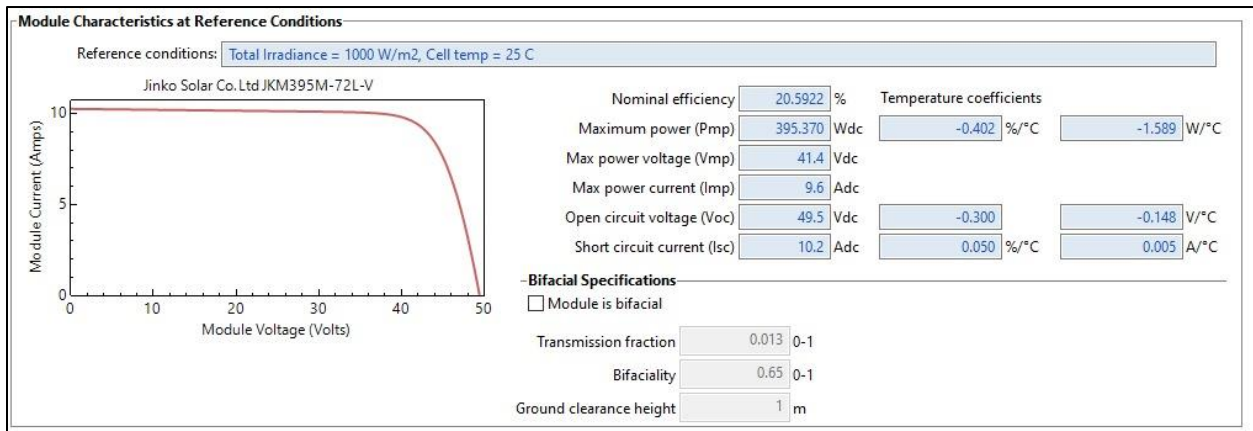 Module Characteristics at Reference Conditions
Reference conditions: Total Irradiance = 1000 W/m2, Cell temp = 25 C
Jinko Solar Co.Ltd JKM395M-72L-V
Module Current (Amps)
10
5
0
0 10 20 30 40 50
Module Voltage (Volts)
Nominal efficiency 20.5922 % Temperature coefficients
Maximum power (Pmp) 395.370 Wdc -0.402 %/°C -1.589 W/°C
Max power voltage (Vmp) 41.4 Vdc
Max power current (Imp) 9.6 Adc
Open circuit voltage (Voc) 49.5 Vdc -0.300 -0.148 V/°C
Short circuit current (Isc) 10.2 Adc 0.050 %/°C 0.005 A/°C
Bifacial Specifications
Module is bifacial
Transmission fraction 0.013 0-1
Bifaciality 0.65 0-1
Ground clearance height 1 m